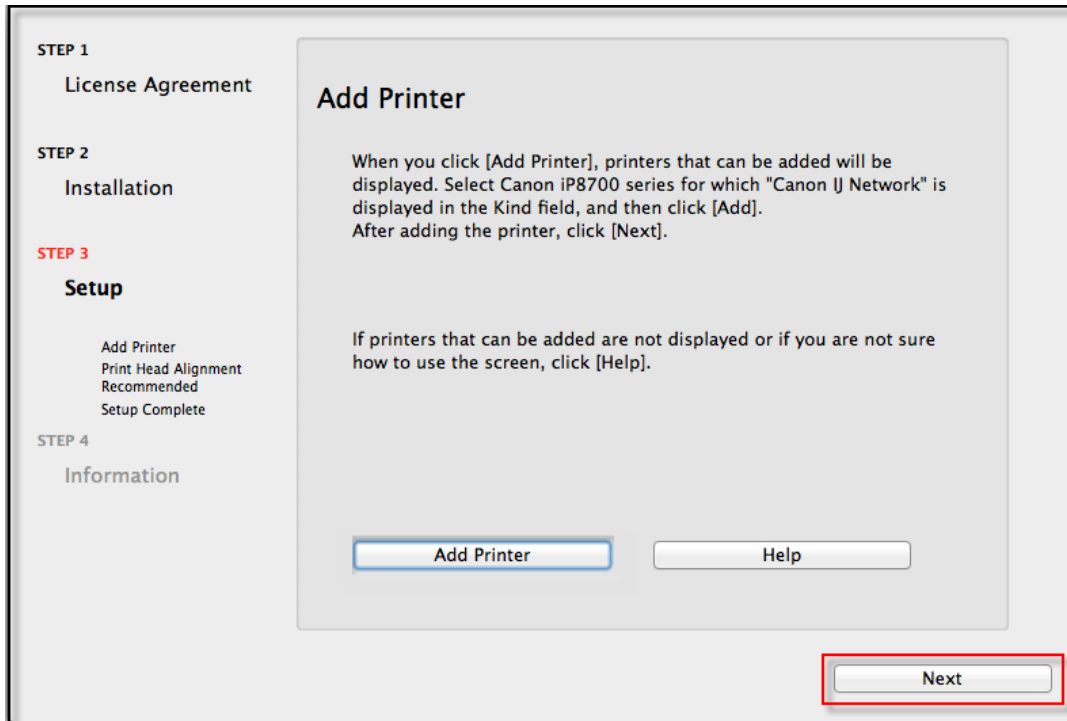 STEP 1
License Agreement
STEP 2
Installation
STEP 3
Setup
Add Printer
Print Head Alignment
Recommended
Setup Complete
STEP 4
Information
Add Printer
When you click [Add Printer], printers that can be added will be
displayed. Select Canon iP8700 series for which "Canon IJ Network" is
displayed in the Kind field, and then click [Add].
After adding the printer, click [Next].
If printers that can be added are not displayed or if you are not sure
how to use the screen, click [Help].
Add Printer
Help
Next